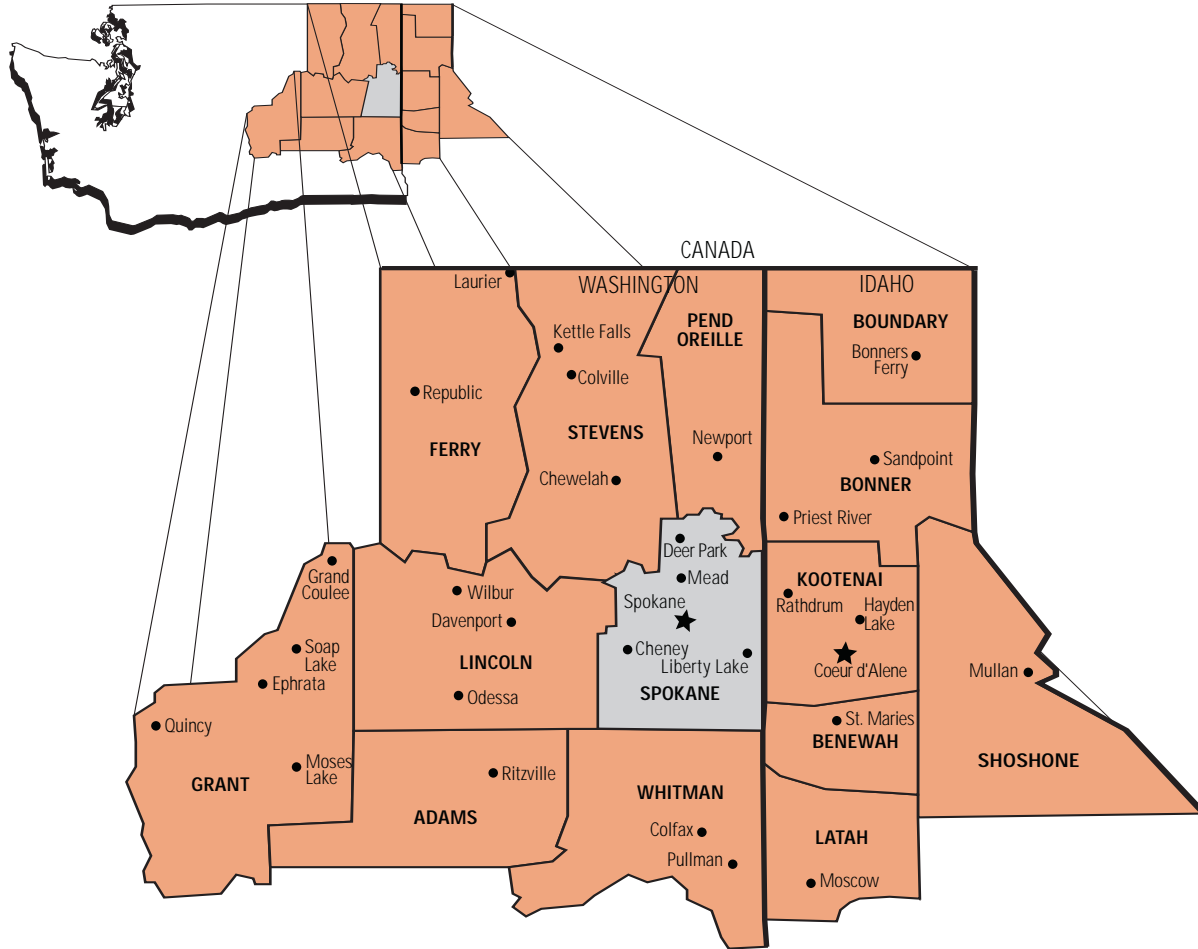 CANADA
WASHINGTON
IDAHO
Laurier
PEND
OREILLE
BOUNDARY
Kettle Falls
Bonners
Ferry
Colville
Republic
STEVENS
FERRY
Newport
Sandpoint
Chewelah
BONNER
Priest River
Deer Park
Grand
Coulee
Mead
KOOTENAI
Wilbur
Spokane
Rathdrum
Hayden
Lake
Davenport
Soap
Lake
Cheney
Liberty Lake
LINCOLN
Coeur d'Alene
Mullan
Ephrata
Odessa
SPOKANE
Quincy
St. Maries
BENEWAH
Moses
Lake
SHOSHONE
GRANT
Ritzville
WHITMAN
ADAMS
Colfax
LATAH
Pullman
Moscow